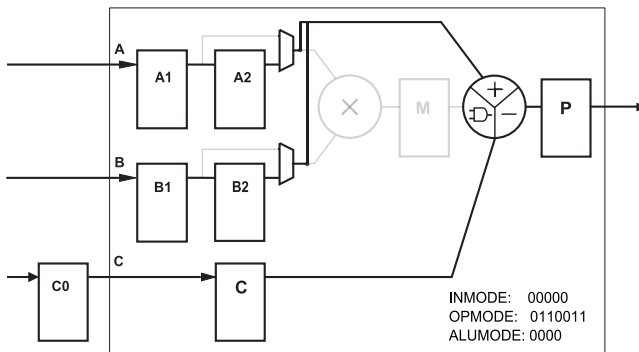 A
A1
A2
×
M
+
−
P
B
B1
B2
C0
C
C
INMODE: 00000
OPMODE: 0110011
ALUMODE: 0000